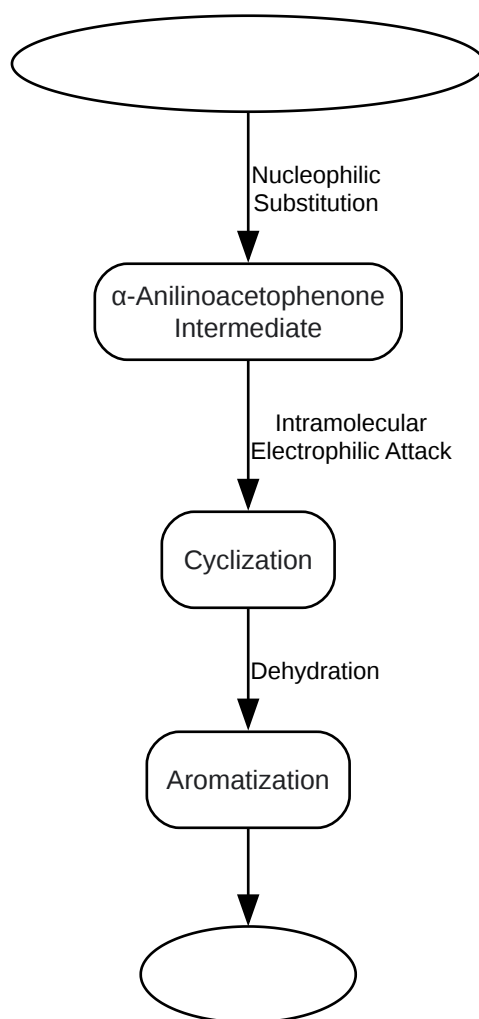 Nucleophilic
Substitution
α-Anilinoacetophenone
Intermediate
Intramolecular
Electrophilic Attack
Cyclization
Dehydration
Aromatization